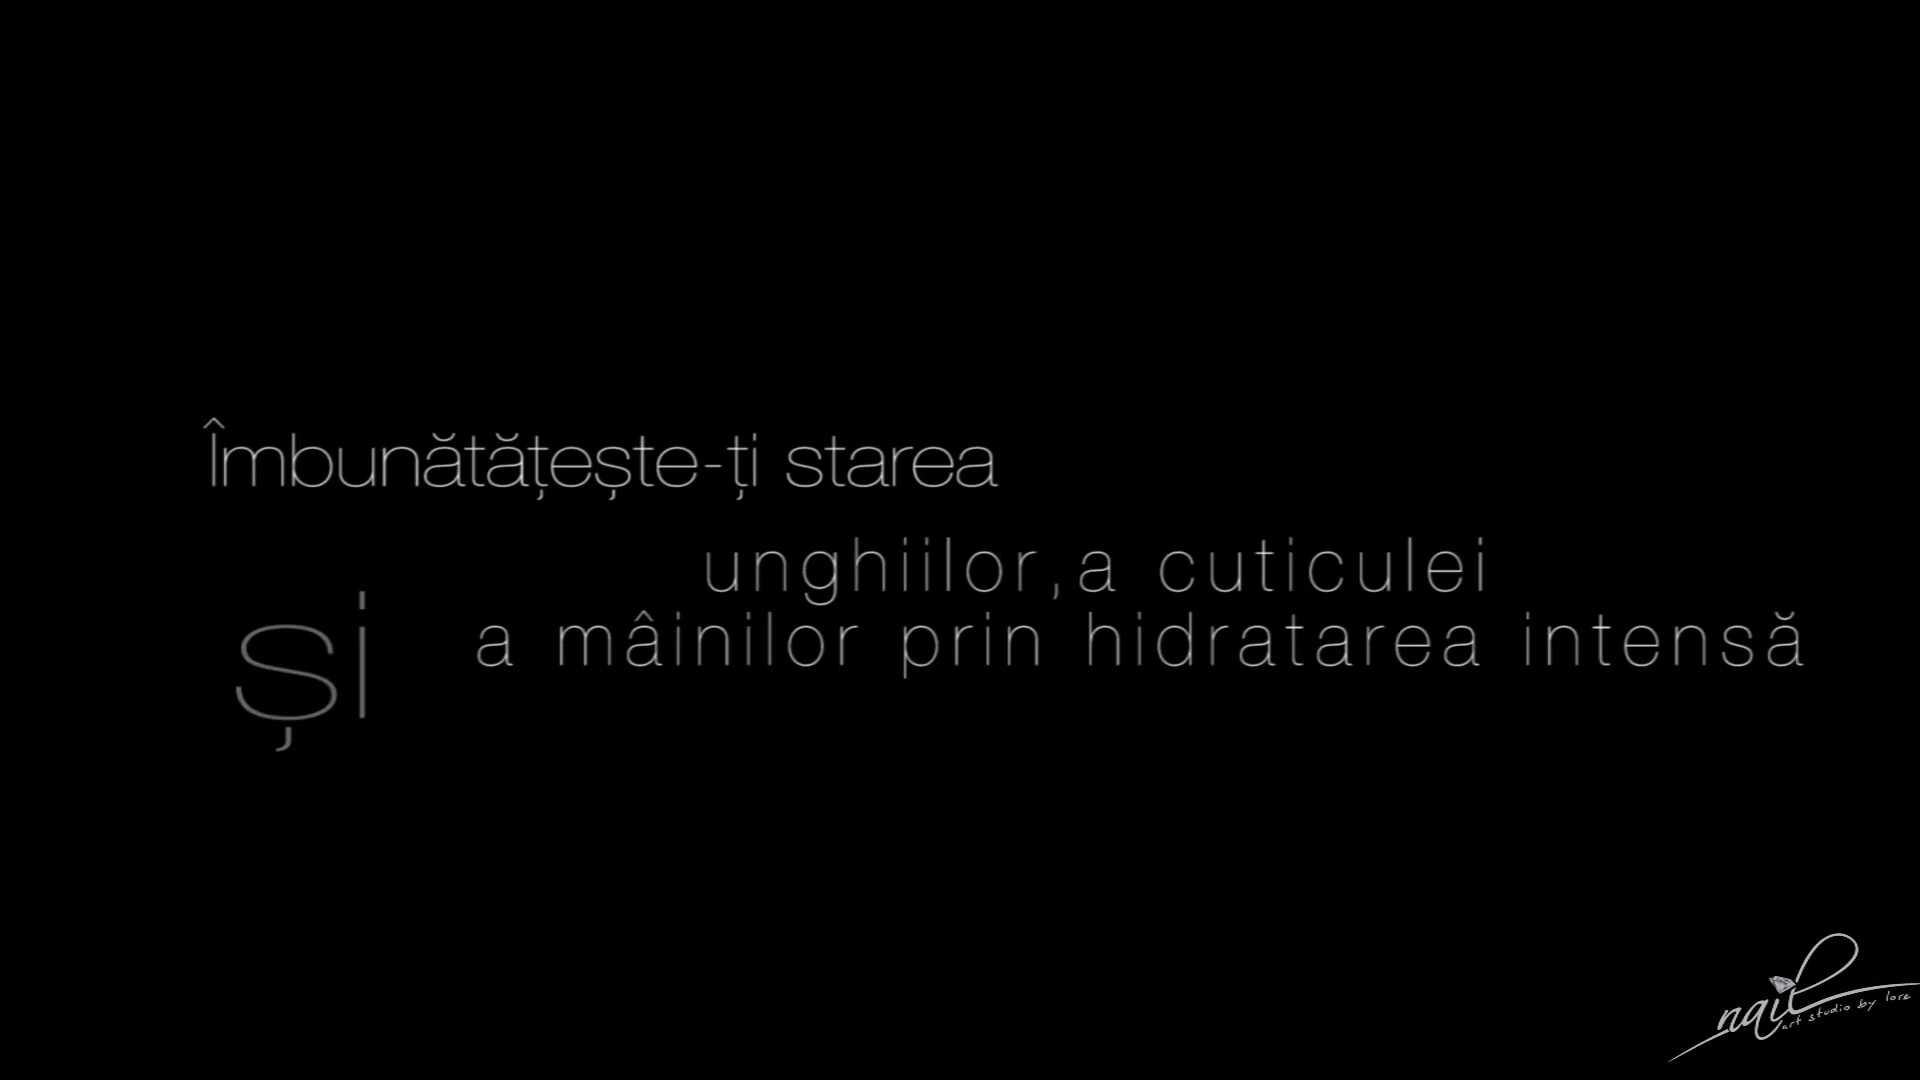 Îmbunătățește-ți starea
unghiilor,a cuticulei
și a mâinilor prin hidratarea intensă
nail
art studio by lore